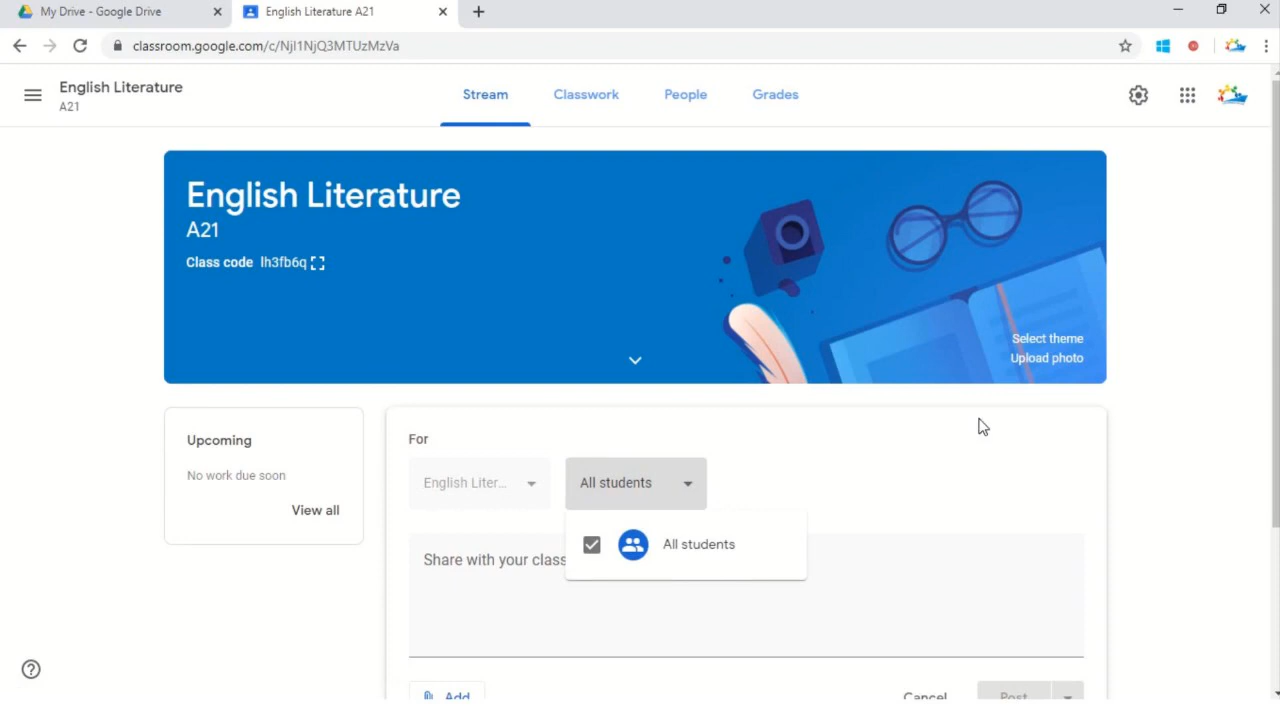 My Drive - Google Drive
English Literature A21
classroom.google.com/c/NjI1NjQ3MTUzMzVa
English Literature
A21
Stream
Classwork
People
Grades
English Literature
A21
Class code lh3fb6q
Select theme
Upload photo
Upcoming
No work due soon
View all
For
English Liter...
All students
All students
Share with your class
Add
Cancel
Post